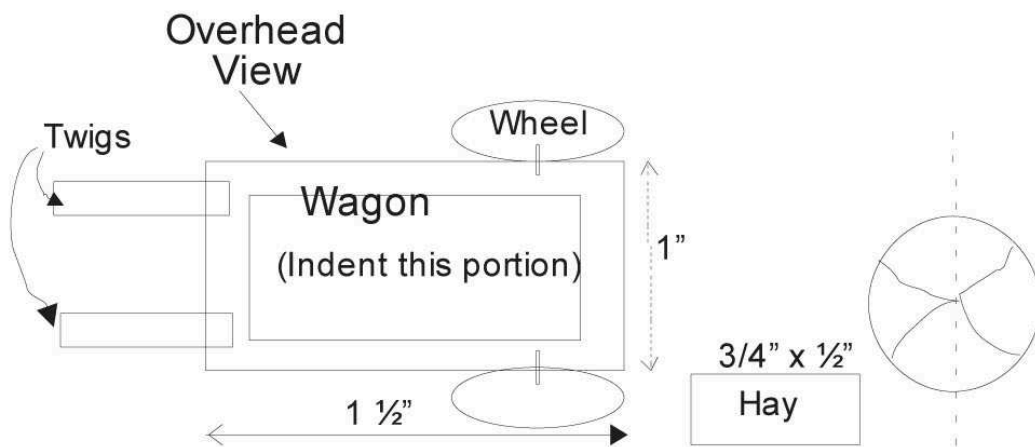 Overhead
View
Twigs
Wheel
Wagon
(Indent this portion)
1”
3/4” x ½”
Hay
1 ½”